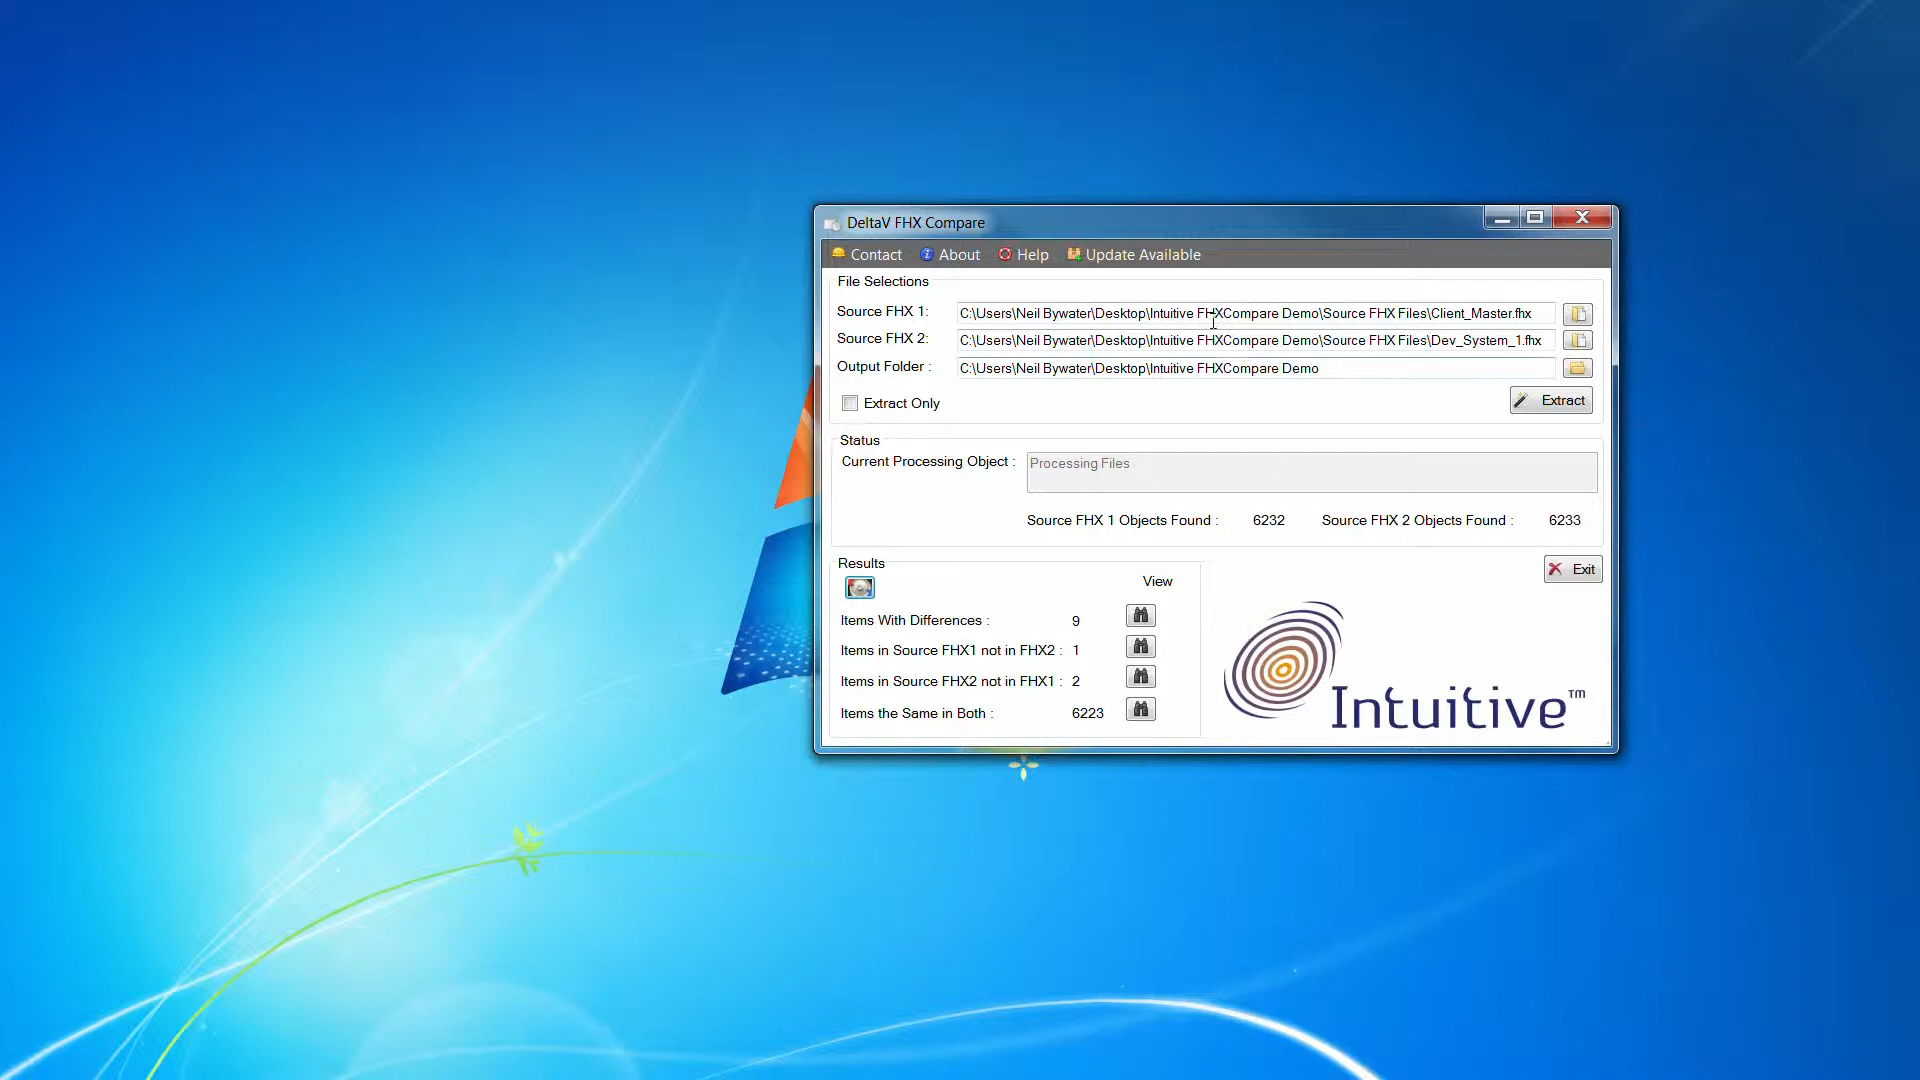 DeltaV FHX Compare
Contact About Help Update Available
File Selections
Source FHX 1: C:\Users\Neil Bywater\Desktop\Intuitive FHXCompare Demo\Source FHX Files\Client_Master.fhx
Source FHX 2: C:\Users\Neil Bywater\Desktop\Intuitive FHXCompare Demo\Source FHX Files\Dev_System_1.fhx
Output Folder : C:\Users\Neil Bywater\Desktop\Intuitive FHXCompare Demo
Extract Only Extract
Status
Current Processing Object : Processing Files
Source FHX 1 Objects Found : 6232 Source FHX 2 Objects Found : 6233
Results
Exit
View
Items With Differences : 9
Items in Source FHX1 not in FHX2 : 1
Items in Source FHX2 not in FHX1 : 2
Items the Same in Both : 6223
Intuitive™